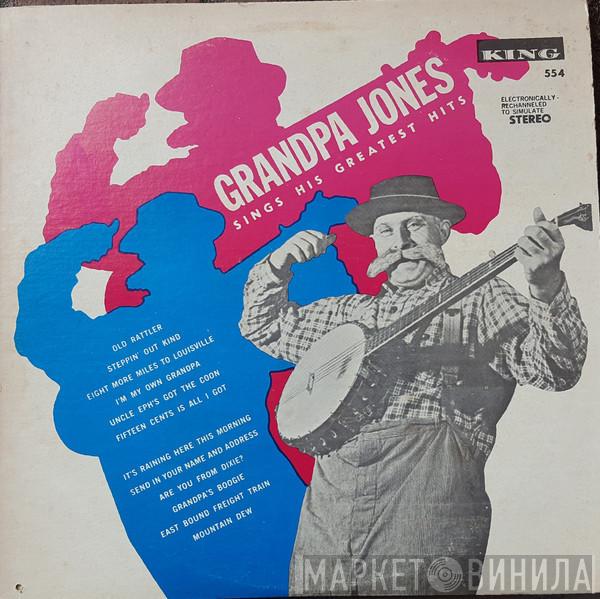 KING
554
ELECTRONICALLY-
RECHANNELED
TO SIMULATE
STEREO
GRANDPA JONES
SINGS HIS GREATEST HITS
OLD RATTLER
STEPPIN' OUT KIND
EIGHT MORE MILES TO LOUISVILLE
I'M MY OWN GRANDPA
UNCLE EPH'S GOT THE COON
FIFTEEN CENTS IS ALL I GOT
IT'S RAINING HERE THIS MORNING
SEND IN YOUR NAME AND ADDRESS
ARE YOU FROM DIXIE?
GRANDPA'S BOOGIE
EAST BOUND FREIGHT TRAIN
MOUNTAIN DEW
МАРКЕТ ВИНИЛА